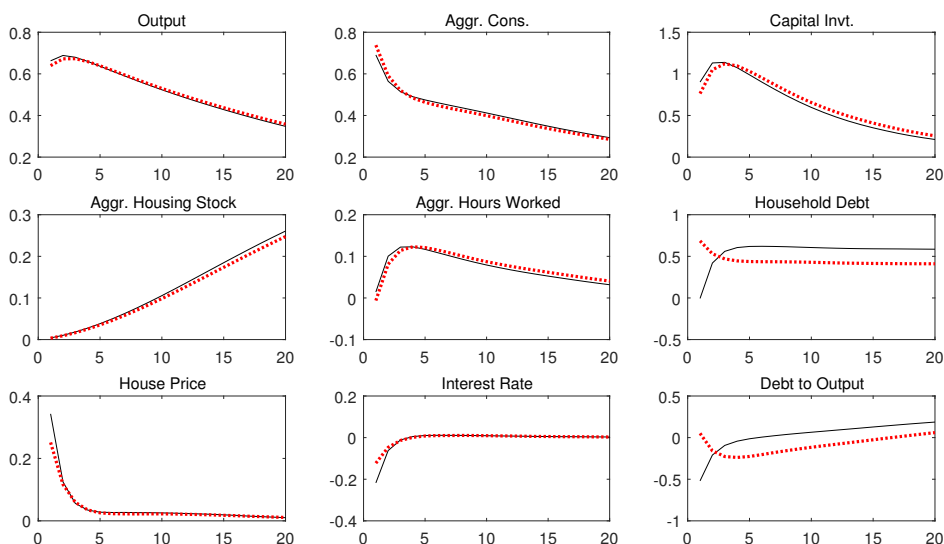 Output
Aggr. Cons.
Capital Invt.
0.8
0.6
0.4
0.2
0 5 10 15 20
0.8
0.6
0.4
0.2
0 5 10 15 20
1.5
1
0.5
0
0 5 10 15 20
Aggr. Housing Stock
Aggr. Hours Worked
Household Debt
0.3
0.2
0.1
0
0 5 10 15 20
0.2
0.1
0
-0.1
0 5 10 15 20
1
0.5
0
-0.5
0 5 10 15 20
House Price
Interest Rate
Debt to Output
0.4
0.2
0
0 5 10 15 20
0.2
0
-0.2
-0.4
0 5 10 15 20
0.5
0
-0.5
-1
0 5 10 15 20